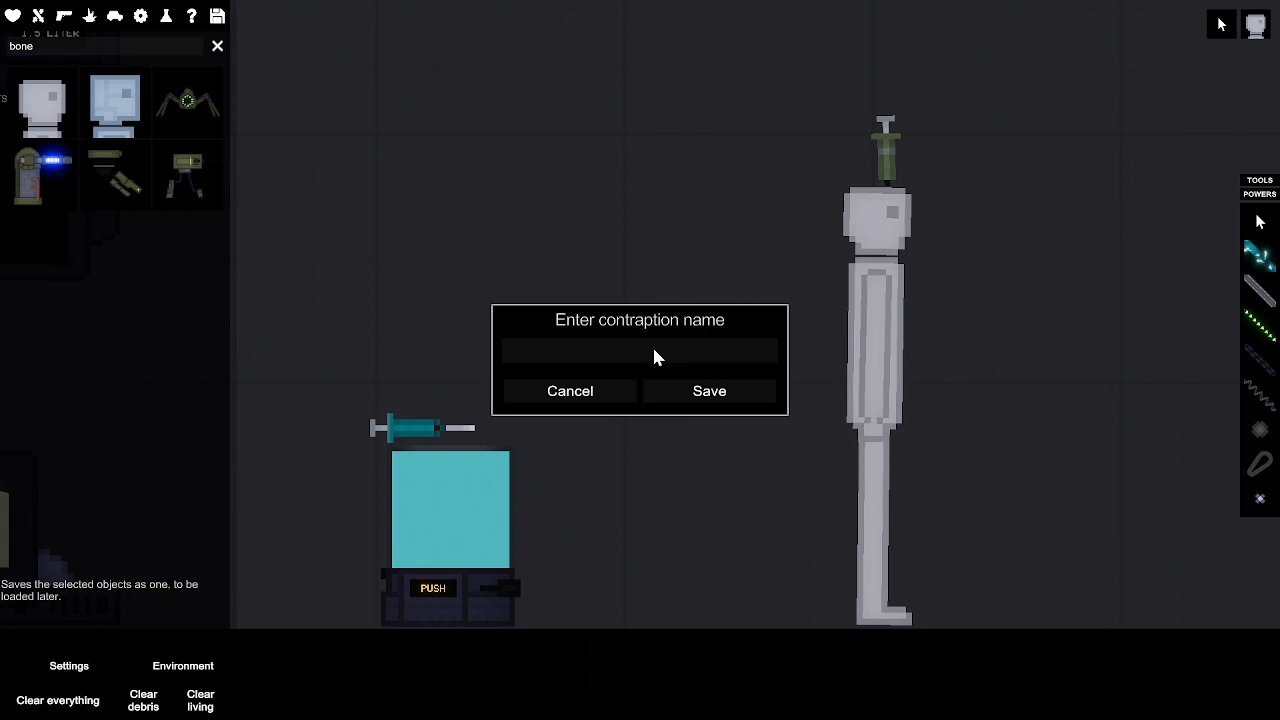 1.5 LITER
bone
TOOLS
POWERS
Enter contraption name
Cancel Save
PUSH
Saves the selected objects as one, to be
loaded later.
Settings Environment
Clear everything Clear debris Clear living